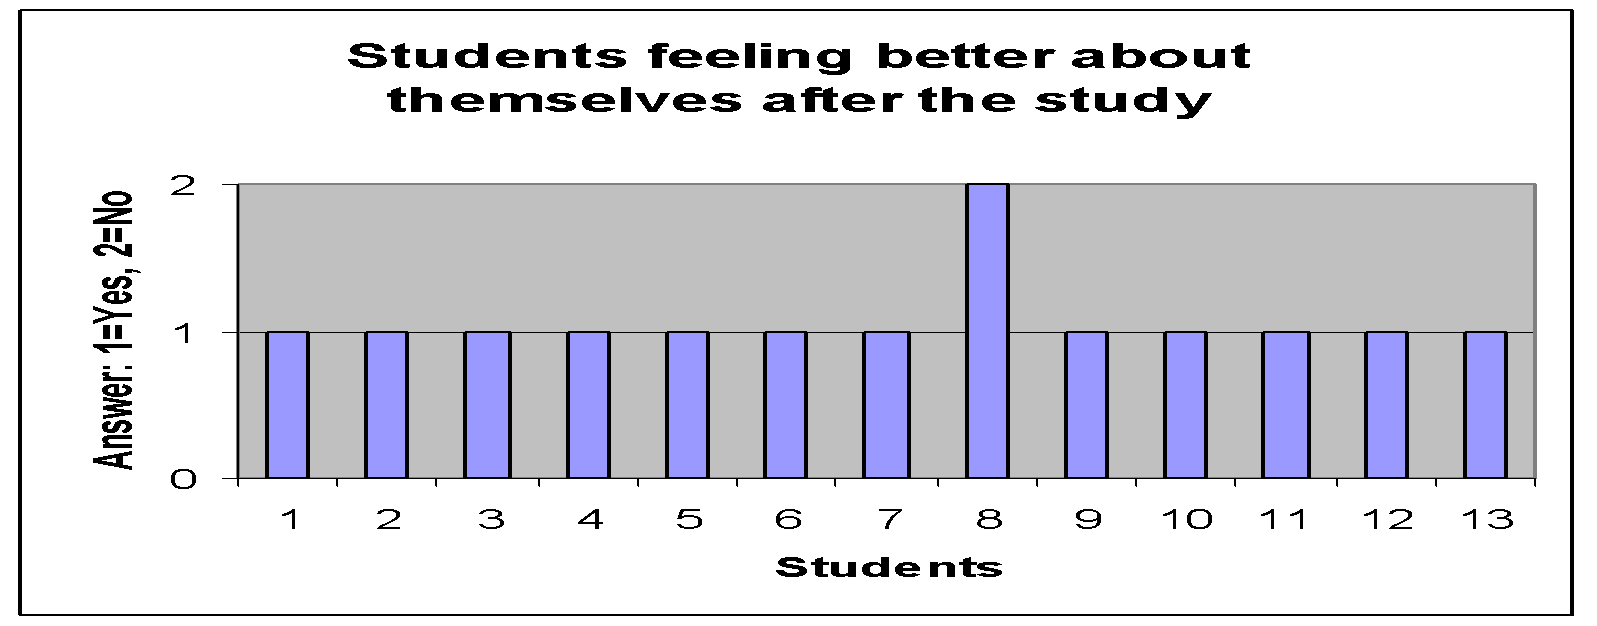 Students feeling better about
themselves after the study
Answer: 1=Yes, 2=No
2
1
0
1 2 3 4 5 6 7 8 9 10 11 12 13
Students